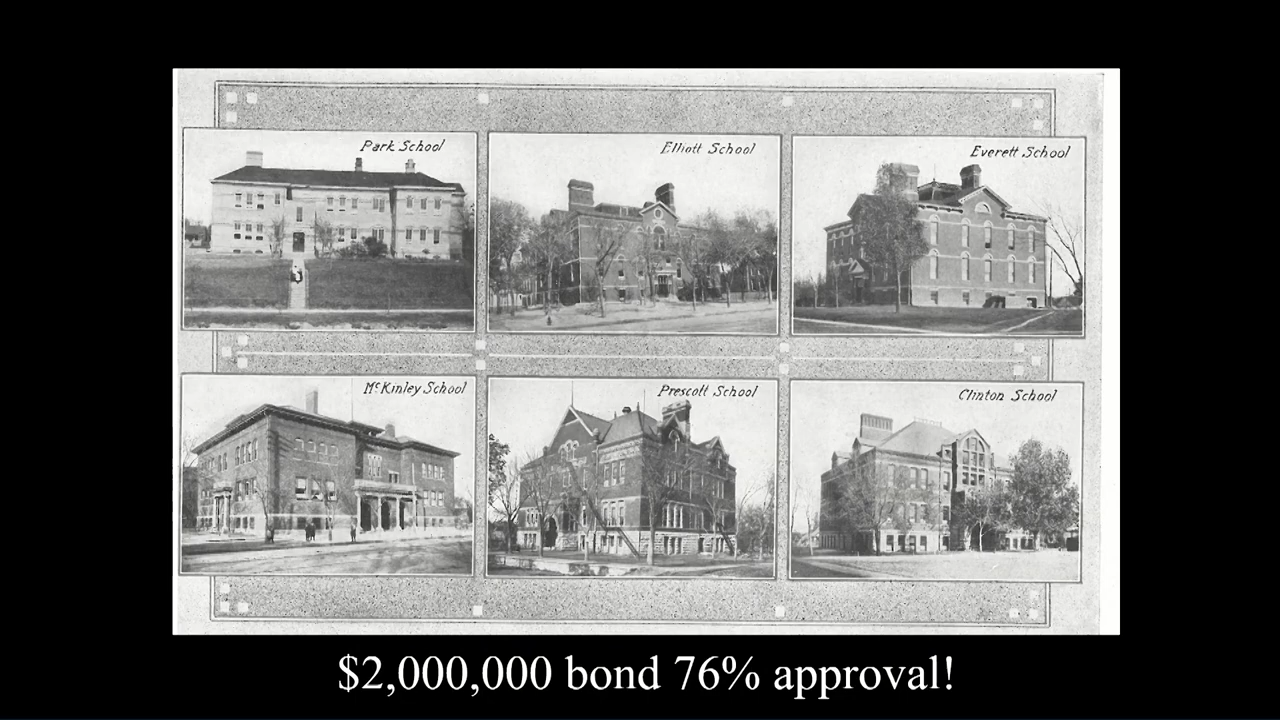 Park School
Elliott School
Everett School
McKinley School
Prescott School
Clinton School
$2,000,000 bond 76% approval!